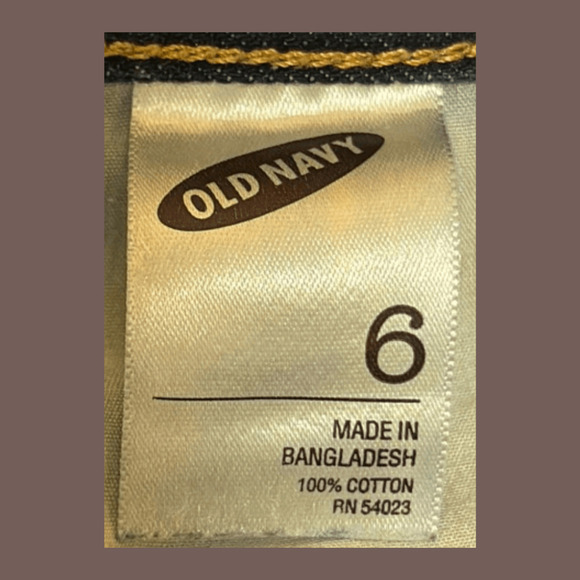 OLD NAVY
6
MADE IN
BANGLADESH
100% COTTON
RN 54023